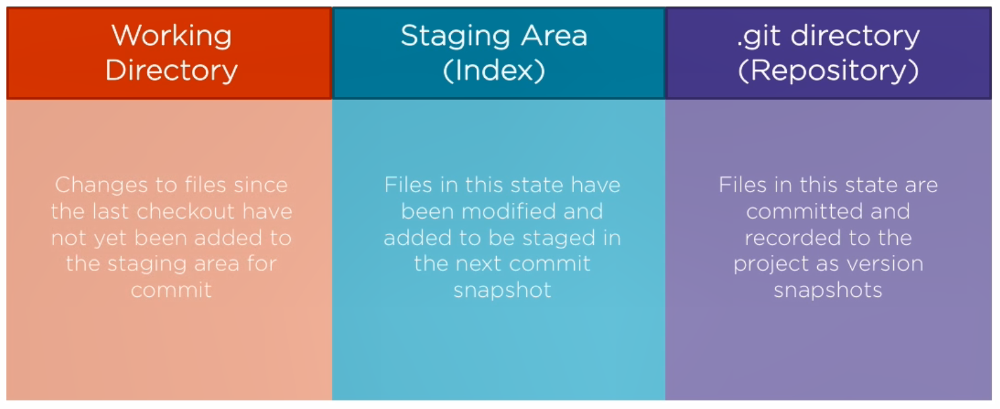 Working
Directory
Staging Area
(Index)
.git directory
(Repository)
Changes to files since
the last checkout have
not yet been added to
the staging area for
commit
Files in this state have
been modified and
added to be staged in
the next commit
snapshot
Files in this state are
committed and
recorded to the
project as version
snapshots